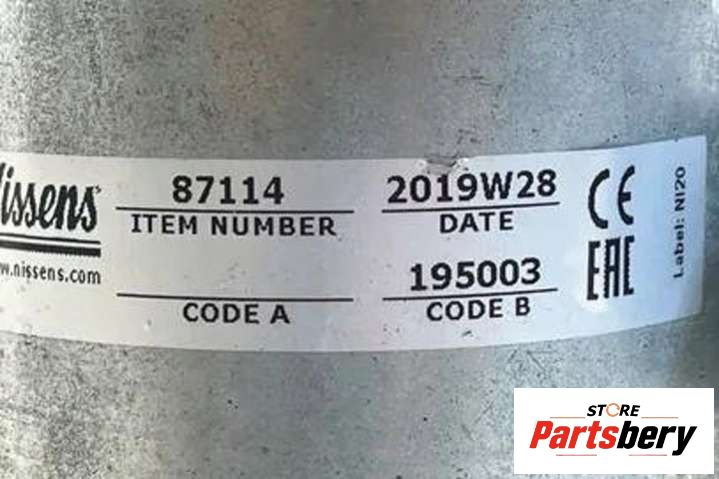 Nissens
www.nissens.com
87114
ITEM NUMBER
2019W28
DATE
CODE A
195003
CODE B
CE
EAC
Label: NI20
STORE
Partsbery